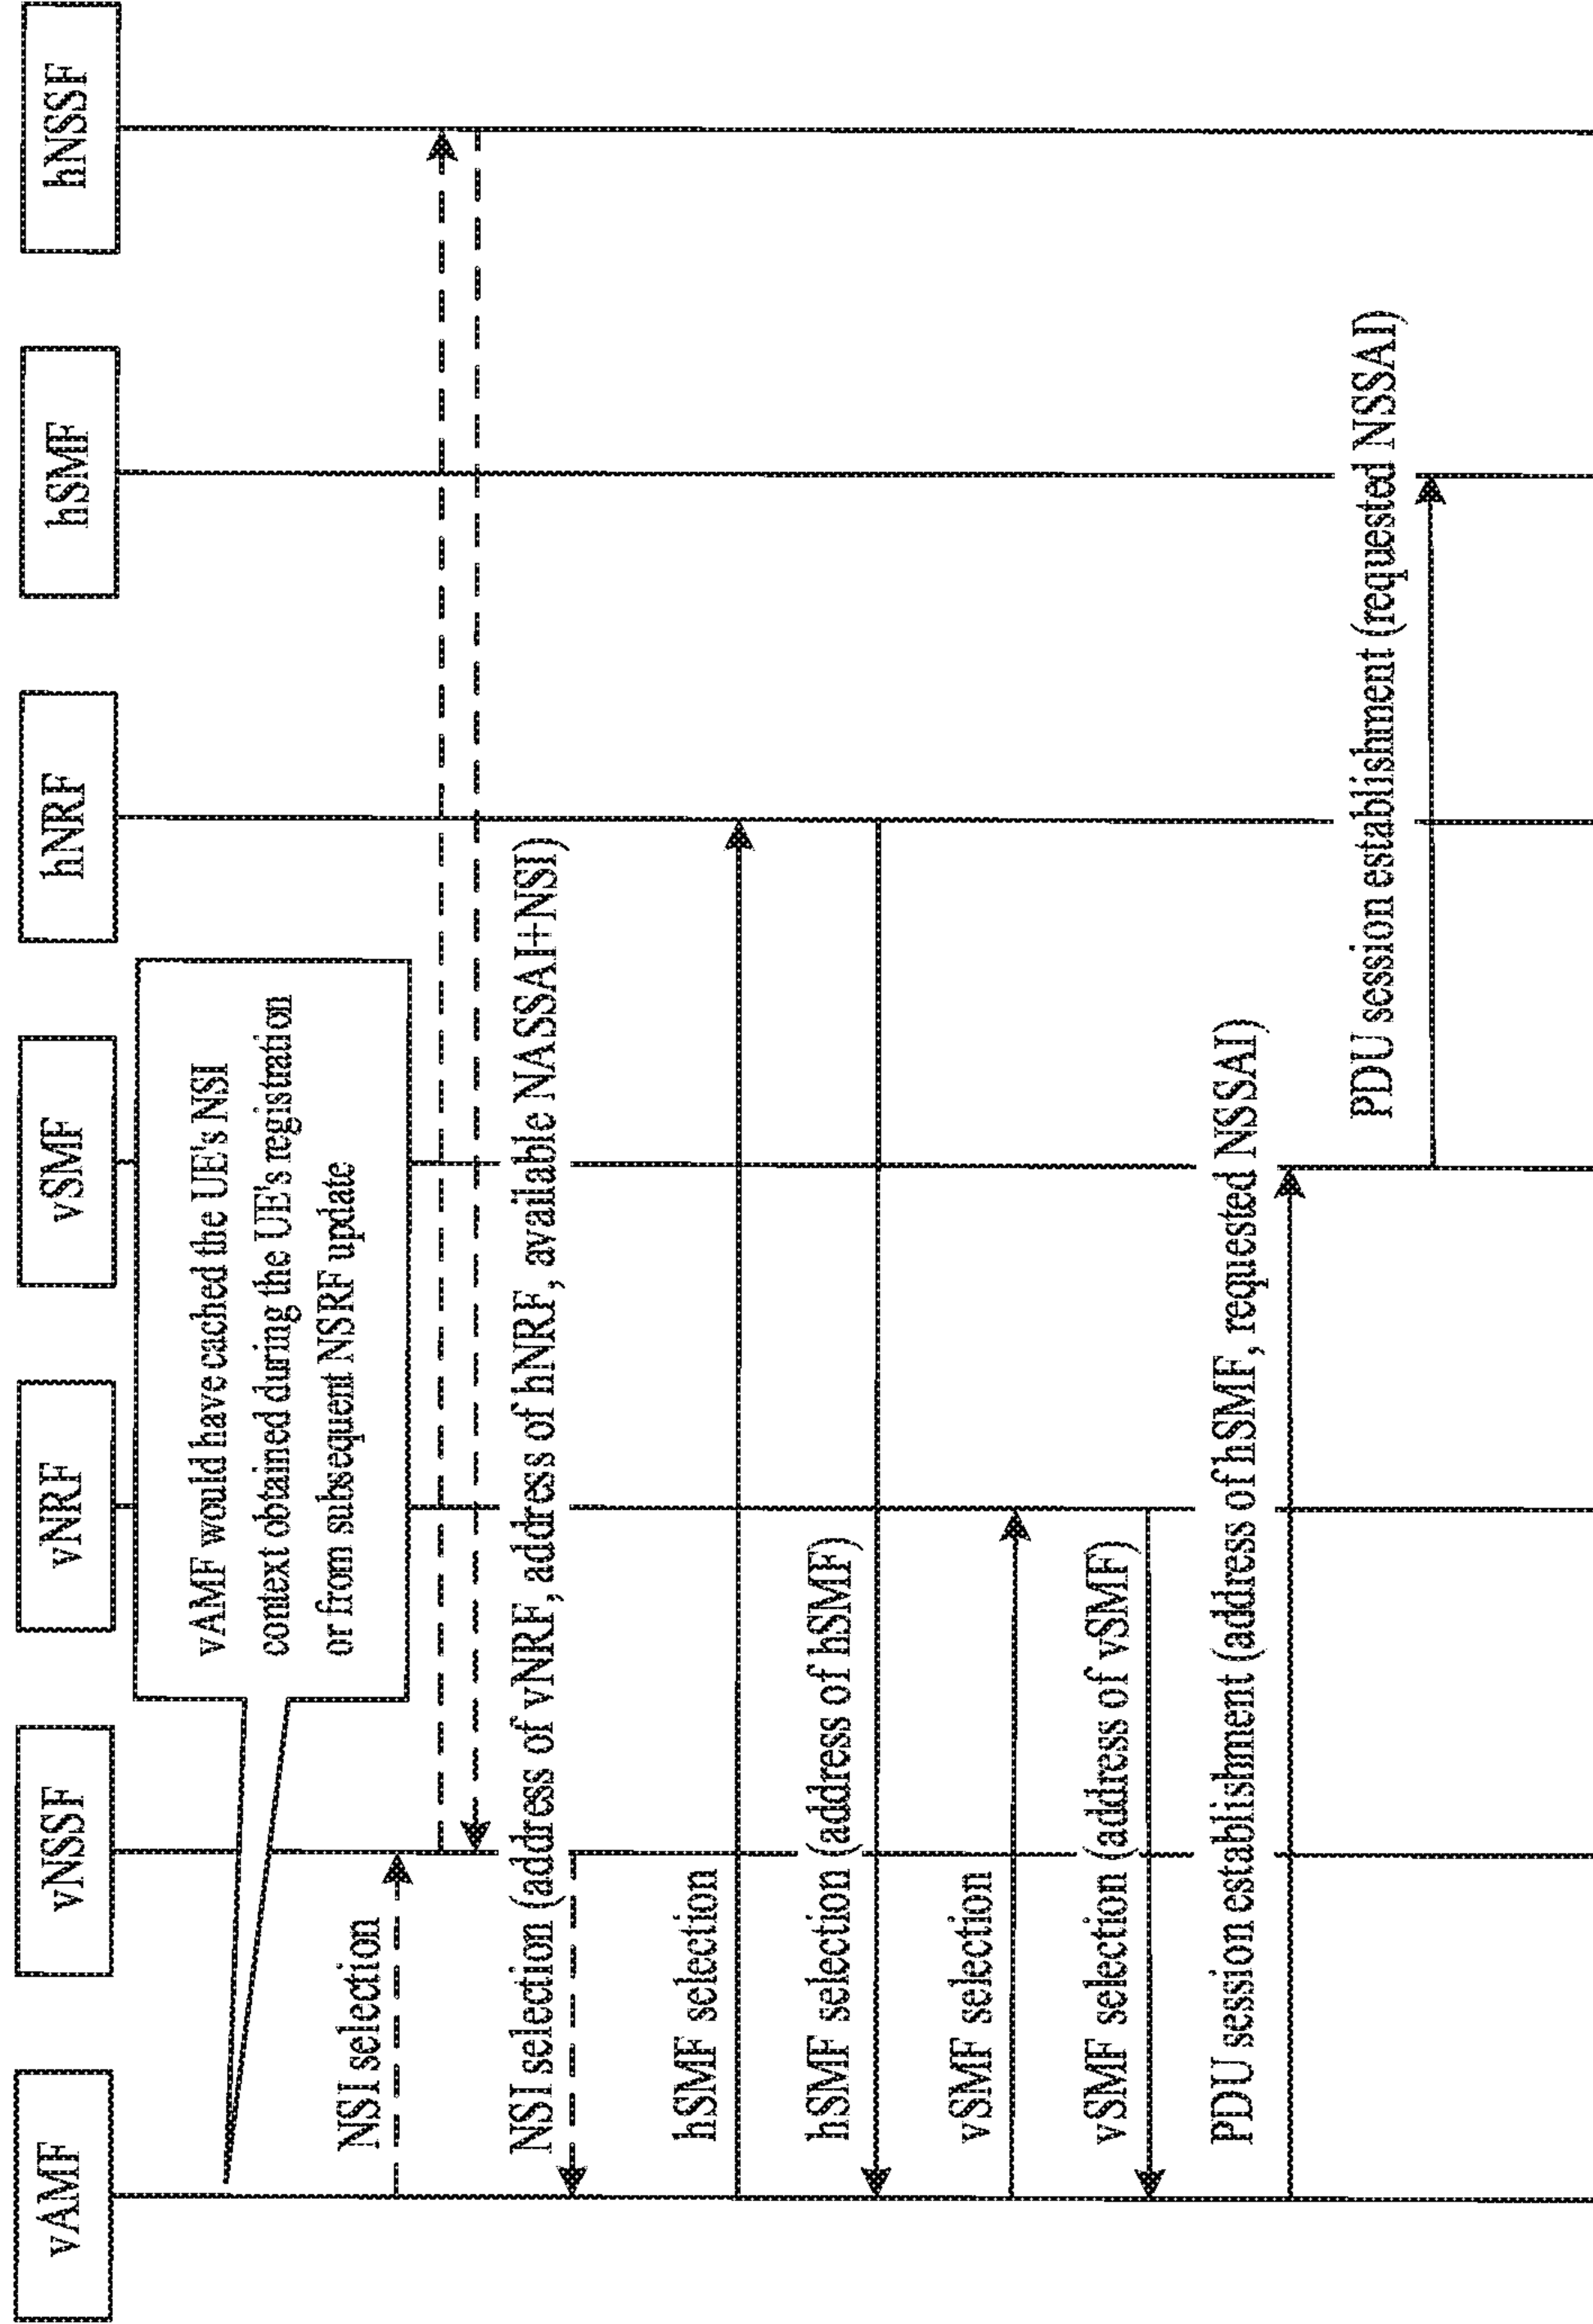 vAMF
vNSSF
vNRF
vSMF
hNRF
hSMF
hNSSF
vAMF would have cached the UE's NSI
context obtained during the UE's registration
or from subsequent NSRF update
NSI selection
NSI selection (address of vNRF, address of hNRF, available NASSAI+NSI)
hSMF selection
hSMF selection (address of hSMF)
vSMF selection
vSMF selection (address of vSMF)
PDU session establishment (address of hSMF, requested NSSAI)
PDU session establishment (requested NSSAI)